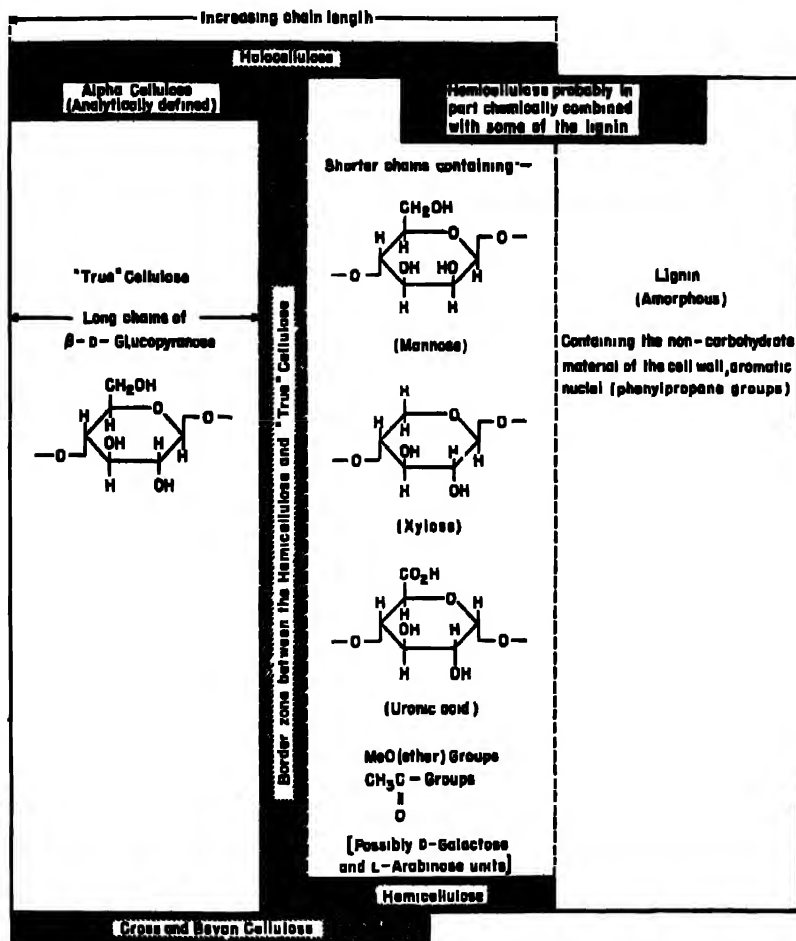 Increasing chain length
Holocellulose
Alpha Cellulose
(Analytically defined)
Hemicellulose probably in
part chemically combined
with some of the lignin
"True" Cellulose
Long chains of
β-D-Glucopyranose
CH₂OH
H
O
O—
H
OH
H
—O
H
H
OH
Border zone between the Hemicellulose and "True" Cellulose
Shorter chains containing:—
CH₂OH
H
O
O—
H
OH
HO
H
—O
H
H
(Mannose)
H
H
O
O—
H
OH
H
H
—O
H
OH
(Xylose)
CO₂H
H
O
H
H
OH
H
—O
O—
H
OH
(Uronic acid)
MeO(ether) Groups
CH₃C—Groups
O
[Possibly D-Galactose
and L-Arabinose units]
Hemicellulose
Lignin
(Amorphous)
Containing the non-carbohydrate
material of the cell wall, aromatic
nuclei (phenylpropane groups)
Cross and Bevan Cellulose